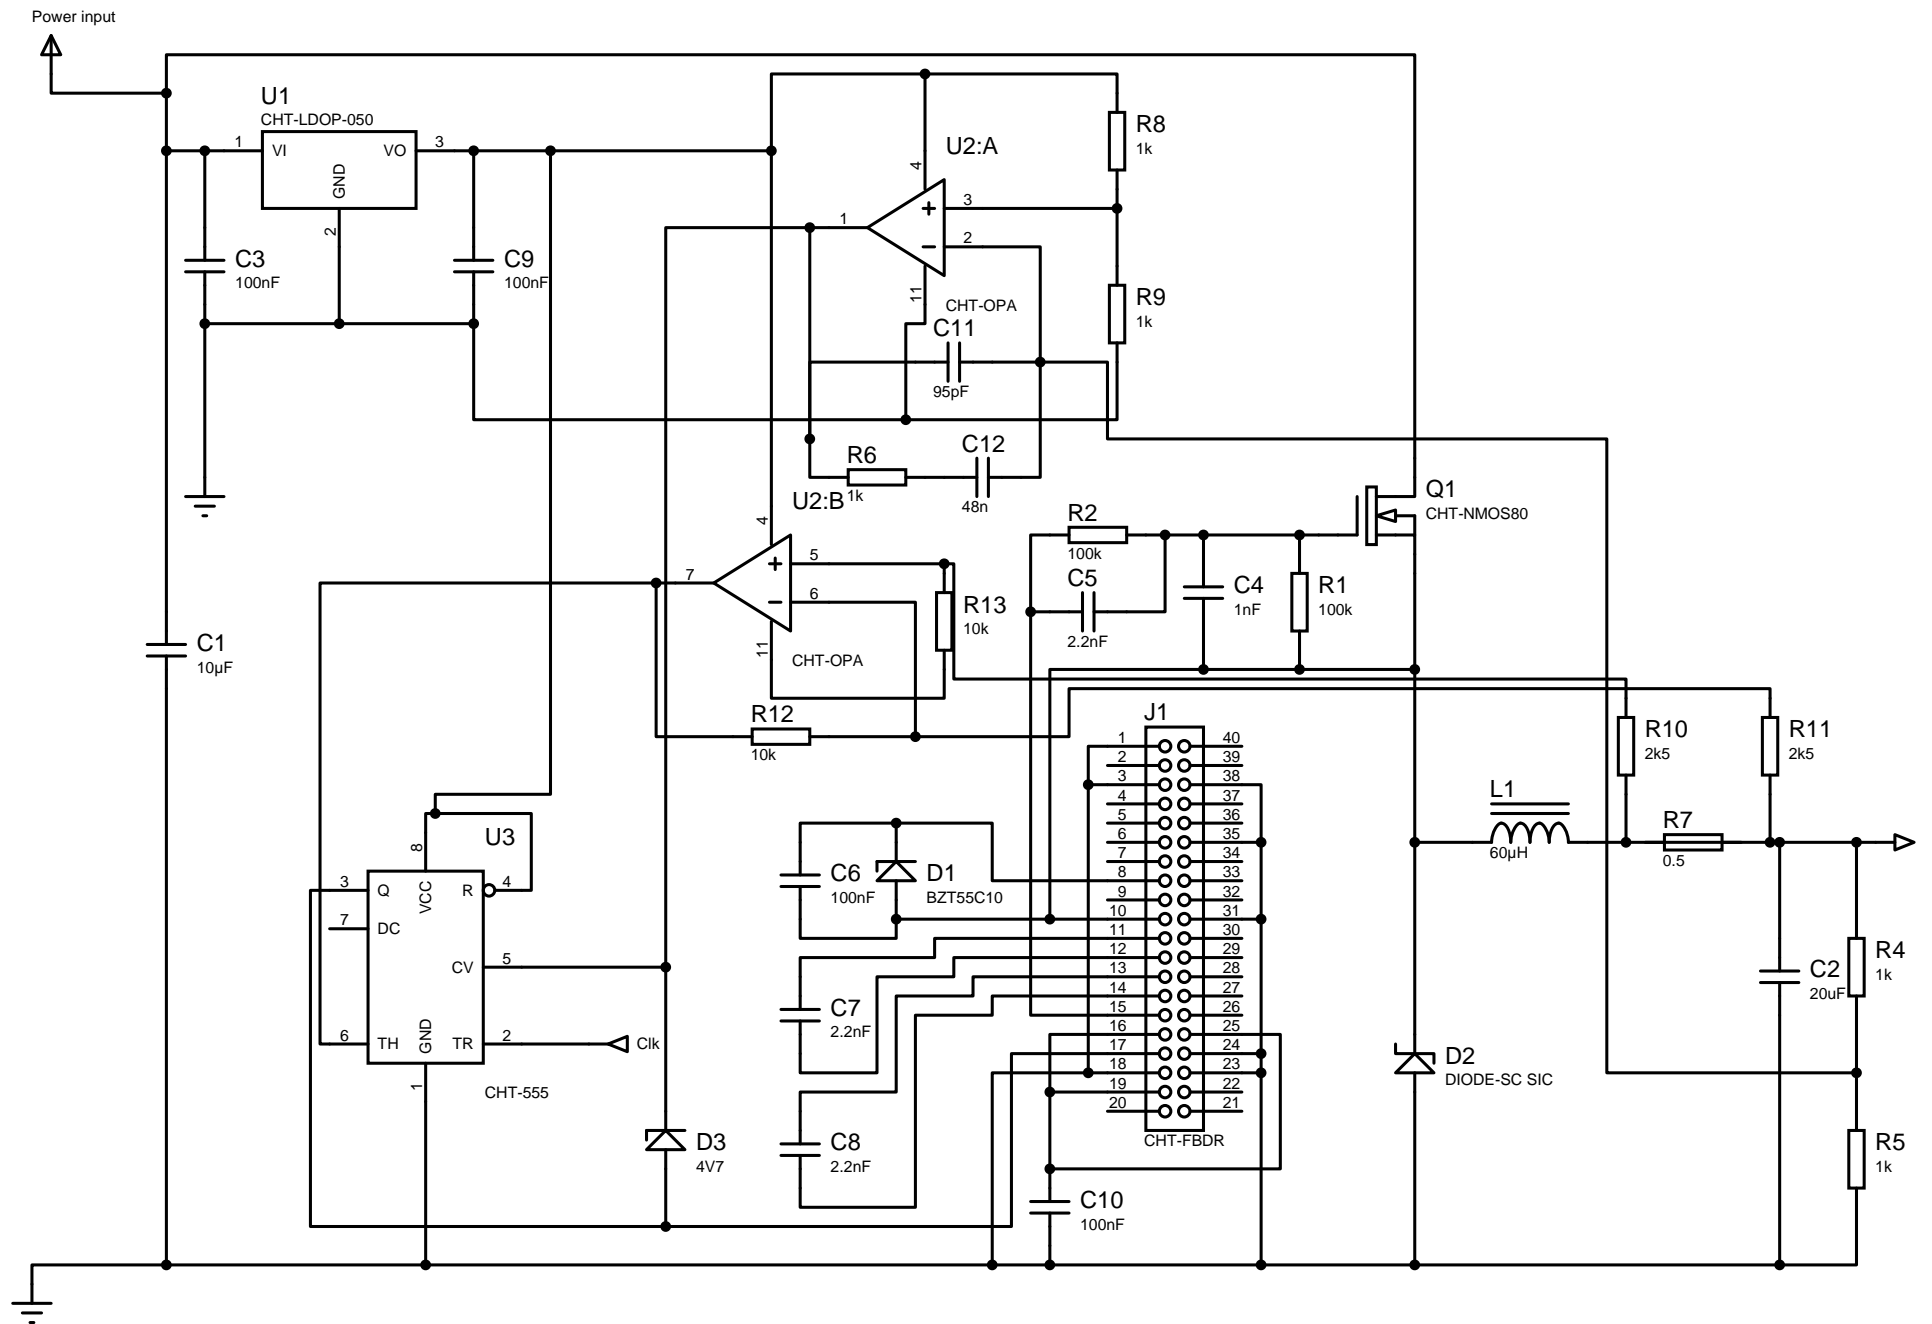 Power input
U1
CHT-LDOP-050
1
VI
VO
3
GND
2
C3
100nF
C9
100nF
U2:A
4
3
1
2
11
CHT-OPA
R8
1k
R9
1k
C11
95pF
R6
1k
C12
48n
U2:B
4
5
7
6
11
CHT-OPA
R13
10k
R12
10k
R2
100k
C5
2.2nF
C4
1nF
R1
100k
Q1
CHT-NMOS80
C1
10µF
J1
1 40
2 39
3 38
4 37
5 36
6 35
7 34
8 33
9 32
10 31
11 30
12 29
13 28
14 27
15 26
16 25
17 24
18 23
19 22
20 21
CHT-FBDR
R10
2k5
R11
2k5
L1
60µH
R7
0.5
U3
8
VCC
3
Q
R
4
7
DC
CV
5
6
TH
GND
TR
2
Clk
1
CHT-555
C6
100nF
D1
BZT55C10
C7
2.2nF
C8
2.2nF
D3
4V7
C10
100nF
D2
DIODE-SC SIC
C2
20uF
R4
1k
R5
1k